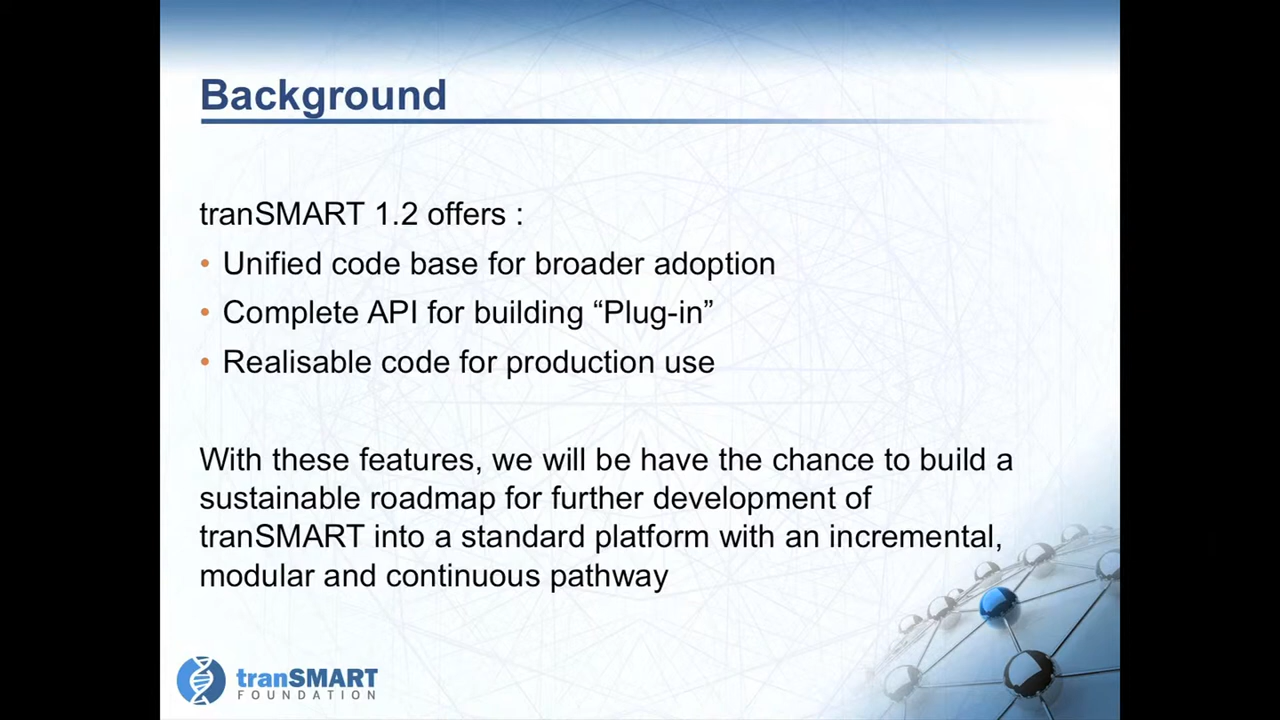 Background
tranSMART 1.2 offers :
• Unified code base for broader adoption
• Complete API for building “Plug-in”
• Realisable code for production use
With these features, we will be have the chance to build a
sustainable roadmap for further development of
tranSMART into a standard platform with an incremental,
modular and continuous pathway
tranSMART
FOUNDATION